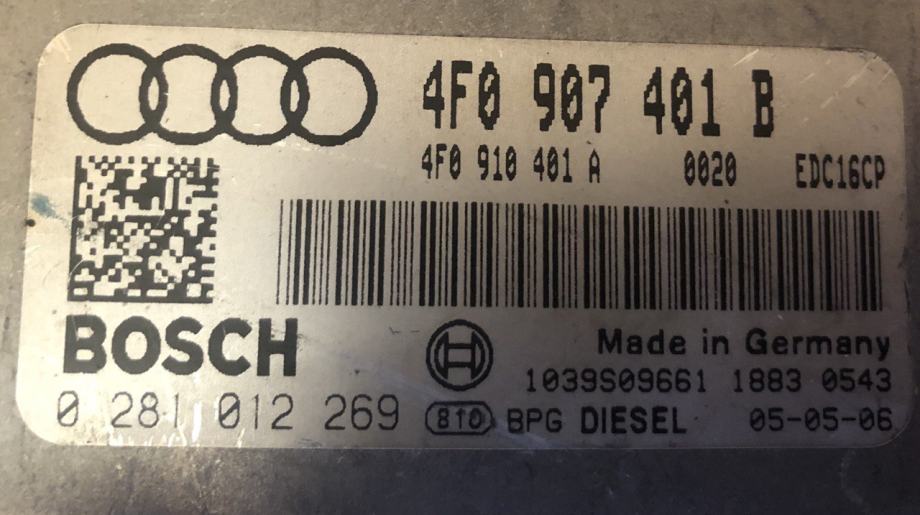 4F0 907 401 B
4F0 910 401 A 0020 EDC16CP
BOSCH
Made in Germany
1039S09661 1883 0543
0 281 012 269 810 BPG DIESEL 05-05-06